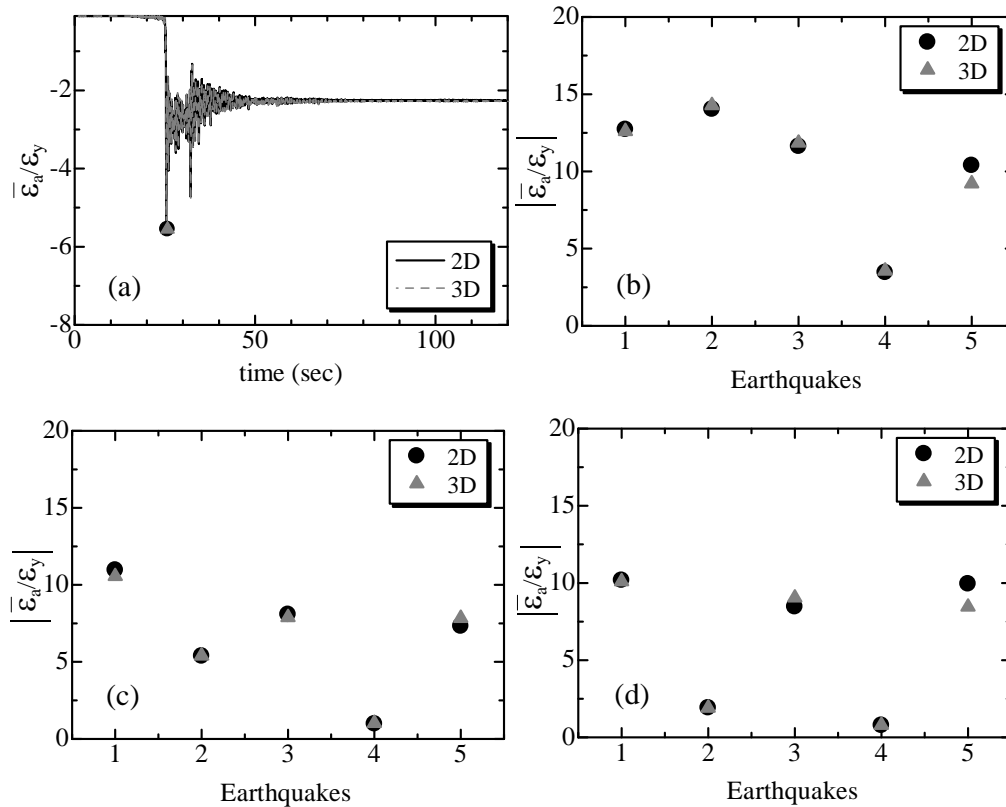 -2
-4
-6
-8
ε̅a/εy
0
50
100
time (sec)
2D
3D
(a)
20
15
10
5
0
|ε̅a/εy|
1 2 3 4 5
Earthquakes
2D
3D
(b)
20
15
10
5
0
|ε̅a/εy|
1 2 3 4 5
Earthquakes
2D
3D
(c)
20
15
10
5
0
|ε̅a/εy|
1 2 3 4 5
Earthquakes
2D
3D
(d)